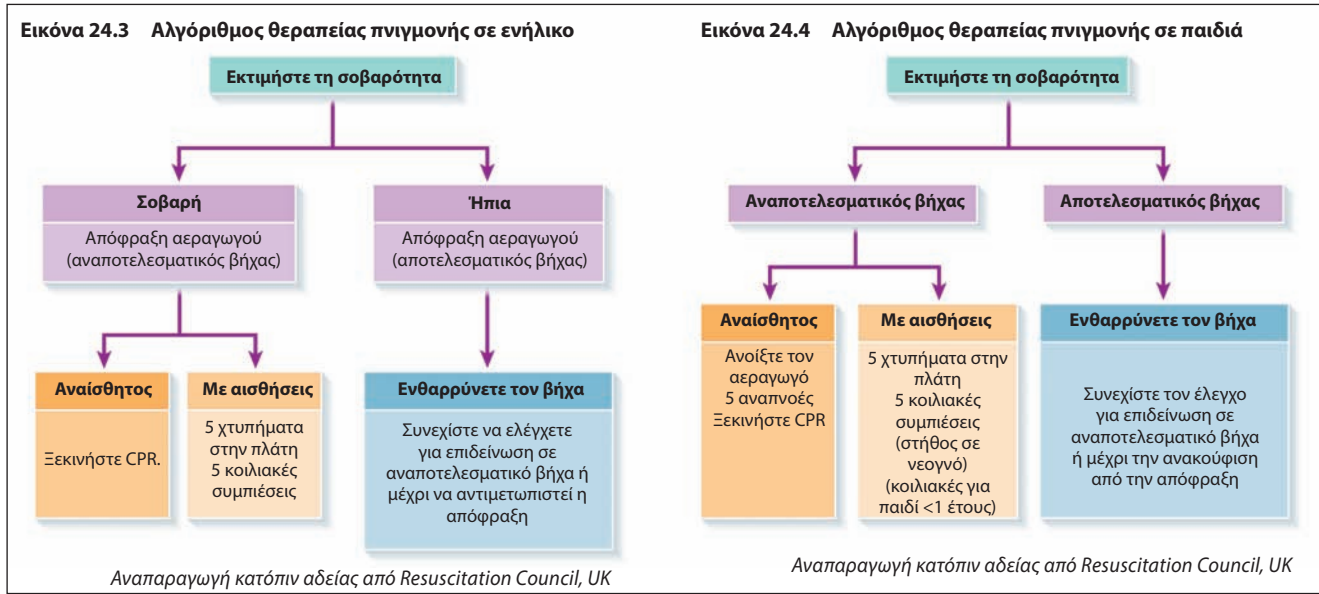 Εικόνα 24.3 Αλγόριθμος θεραπείας πνιγμονής σε ενήλικο
Εκτιμήστε τη σοβαρότητα
Σοβαρή
Απόφραξη αεραγωγού
(αναποτελεσματικός βήχας)
Ήπια
Απόφραξη αεραγωγού
(αποτελεσματικός βήχας)
Αναίσθητος
Ξεκινήστε CPR.
Με αισθήσεις
5 χτυπήματα
στην πλάτη
5 κοιλιακές
συμπιέσεις
Ενθαρρύνετε τον βήχα
Συνεχίστε να ελέγχετε
για επιδείνωση σε
αναποτελεσματικό βήχα ή
μέχρι να αντιμετωπιστεί η
απόφραξη
Αναπαραγωγή κατόπιν αδείας από Resuscitation Council, UK
Εικόνα 24.4 Αλγόριθμος θεραπείας πνιγμονής σε παιδιά
Εκτιμήστε τη σοβαρότητα
Αναποτελεσματικός βήχας
Αποτελεσματικός βήχας
Αναίσθητος
Ανοίξτε τον
αεραγωγό
5 αναπνοές
Ξεκινήστε CPR
Με αισθήσεις
5 χτυπήματα στην
πλάτη
5 κοιλιακές
συμπιέσεις
(στήθος σε
νεογνό)
(κοιλιακές για
παιδί <1 έτους)
Ενθαρρύνετε τον βήχα
Συνεχίστε τον έλεγχο
για επιδείνωση σε
αναποτελεσματικό βήχα
ή μέχρι την ανακούφιση
από την απόφραξη
Αναπαραγωγή κατόπιν αδείας από Resuscitation Council, UK